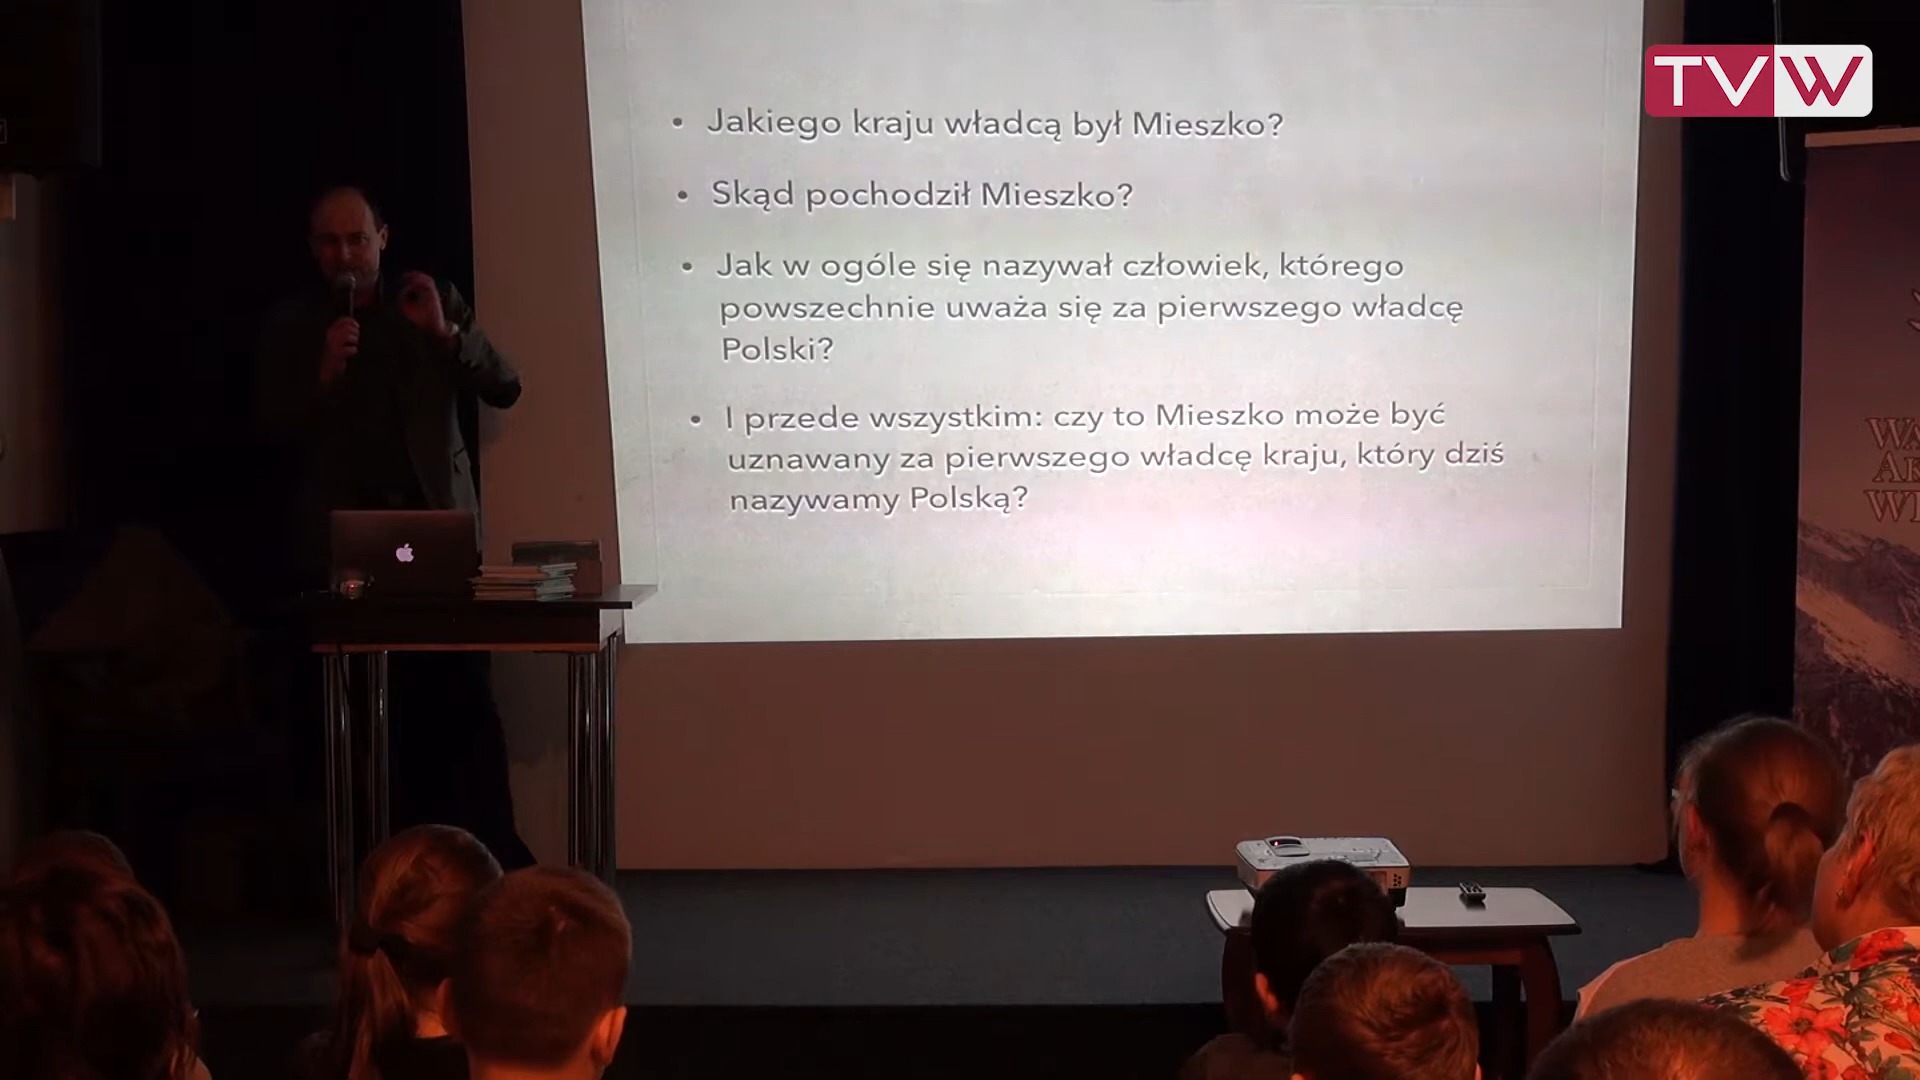 TVW
• Jakiego kraju władcą był Mieszko?
• Skąd pochodził Mieszko?
• Jak w ogóle się nazywał człowiek, którego
powszechnie uważa się za pierwszego władcę
Polski?
• I przede wszystkim: czy to Mieszko może być
uznawany za pierwszego władcę kraju, który dziś
nazywamy Polską?